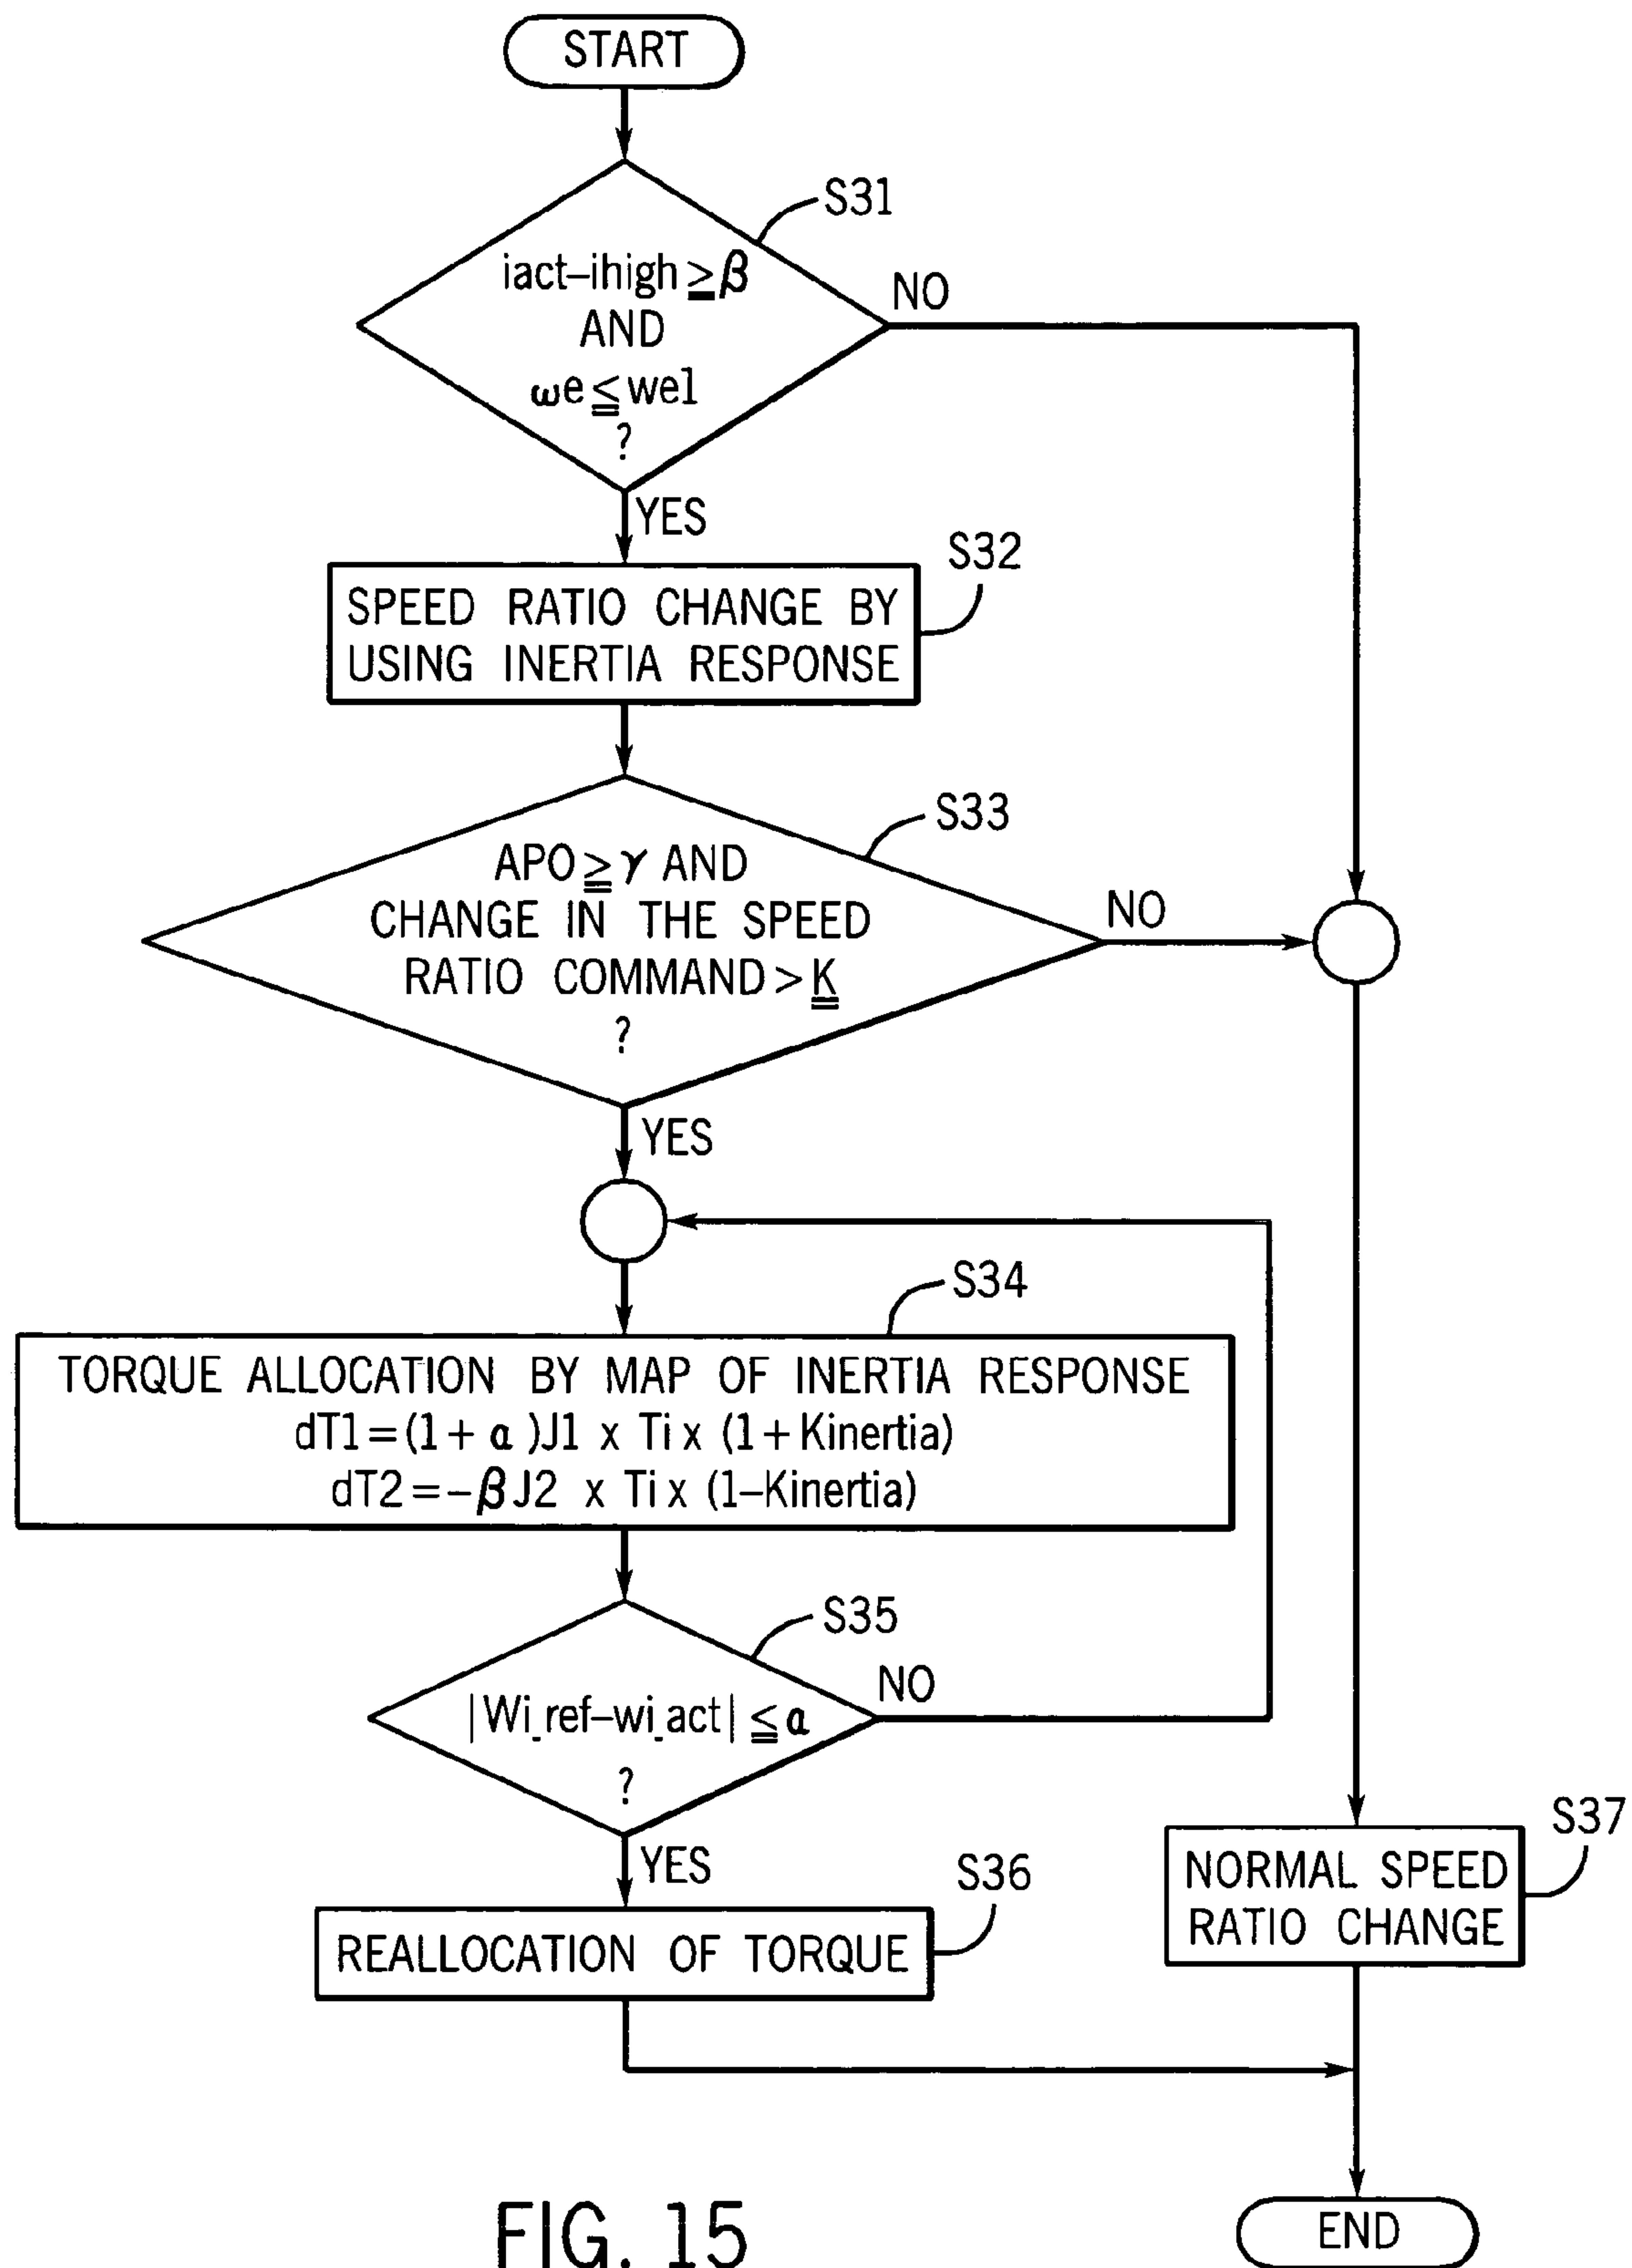 START
S31
iact–ihigh ≧ β
AND
ωe ≦ wel
?
NO
YES
S32
SPEED RATIO CHANGE BY
USING INERTIA RESPONSE
S33
APO ≧ γ AND
CHANGE IN THE SPEED
RATIO COMMAND > K
?
NO
YES
S34
TORQUE ALLOCATION BY MAP OF INERTIA RESPONSE
dT1 = (1 + α )J1 x Ti x (1 + Kinertia)
dT2 = –βJ2 x Ti x (1–Kinertia)
S35
|Wi_ref–wi_act| ≦ α
?
NO
YES
S36
REALLOCATION OF TORQUE
S37
NORMAL SPEED
RATIO CHANGE
END
FIG. 15